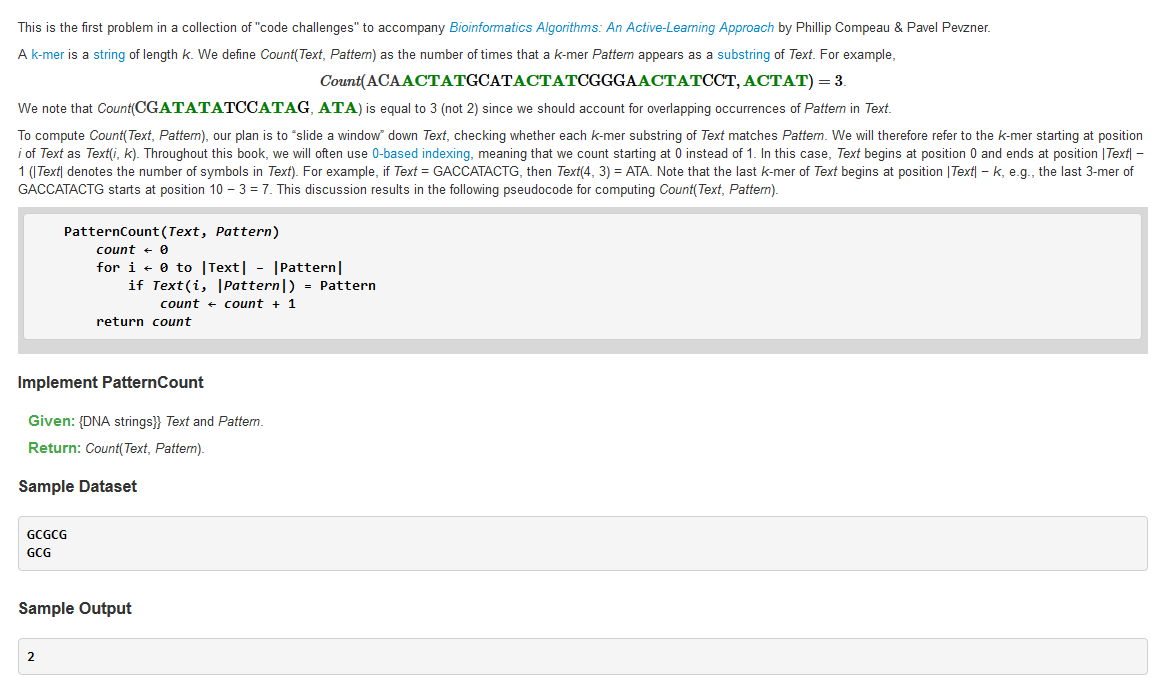 This is the first problem in a collection of "code challenges" to accompany Bioinformatics Algorithms: An Active-Learning Approach by Phillip Compeau & Pavel Pevzner.
A k-mer is a string of length k. We define Count(Text, Pattern) as the number of times that a k-mer Pattern appears as a substring of Text. For example,
Count(ACAACTATGCATACTATCGGGAACTATCCT, ACTAT) = 3.
We note that Count(CGATATATCCATAG, ATA) is equal to 3 (not 2) since we should account for overlapping occurrences of Pattern in Text.
To compute Count(Text, Pattern), our plan is to “slide a window” down Text, checking whether each k-mer substring of Text matches Pattern. We will therefore refer to the k-mer starting at position
i of Text as Text(i, k). Throughout this book, we will often use 0-based indexing, meaning that we count starting at 0 instead of 1. In this case, Text begins at position 0 and ends at position |Text| −
1 (|Text| denotes the number of symbols in Text). For example, if Text = GACCATACTG, then Text(4, 3) = ATA. Note that the last k-mer of Text begins at position |Text| − k, e.g., the last 3-mer of
GACCATACTG starts at position 10 − 3 = 7. This discussion results in the following pseudocode for computing Count(Text, Pattern).
PatternCount(Text, Pattern)
count ← 0
for i ← 0 to |Text| − |Pattern|
if Text(i, |Pattern|) = Pattern
count ← count + 1
return count
Implement PatternCount
Given: {DNA strings}} Text and Pattern.
Return: Count(Text, Pattern).
Sample Dataset
GCGCG
GCG
Sample Output
2